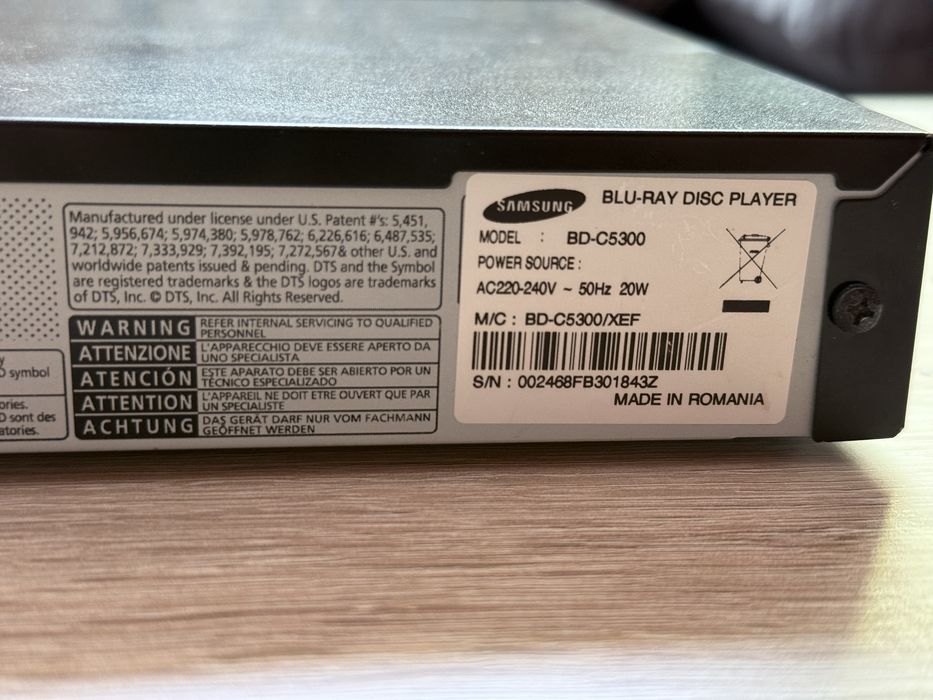 Manufactured under license under U.S. Patent #'s: 5,451,
942; 5,956,674; 5,974,380; 5,978,762; 6,226,616; 6,487,535;
7,212,872; 7,333,929; 7,392,195; 7,272,567& other U.S. and
worldwide patents issued & pending. DTS and the Symbol
are registered trademarks & the DTS logos are trademarks
of DTS, Inc. © DTS, Inc. All Rights Reserved.
WARNING REFER INTERNAL SERVICING TO QUALIFIED
PERSONNEL
ATTENZIONE L'APPARECCHIO DEVE ESSERE APERTO DA
UNO SPECIALISTA
ATENCIÓN ESTE APARATO DEBE SER ABIERTO POR UN
TÉCNICO ESPECIALIZADO
ATTENTION L'APPAREIL NE DOIT ETRE OUVERT QUE PAR
UN SPECIALISTE
ACHTUNG DAS GERÄT DARF NUR VOM FACHMANN
GEÖFFNET WERDEN
symbol
sont des
SAMSUNG BLU-RAY DISC PLAYER
MODEL : BD-C5300
POWER SOURCE :
AC220-240V ~ 50Hz 20W
M/C : BD-C5300/XEF
S/N : 002468FB301843Z
MADE IN ROMANIA